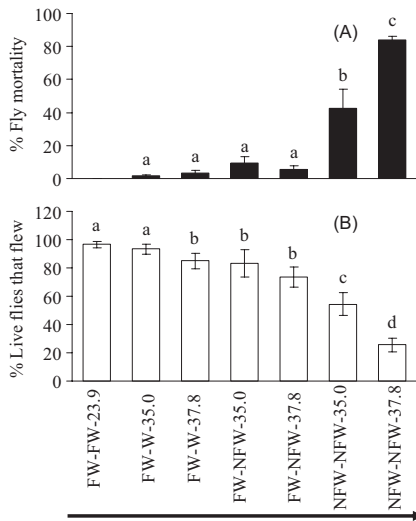 (A)
% Fly mortality
100
80
60
40
20
0
a
a
a
a
b
c
(B)
% Live flies that flew
120
100
80
60
40
20
0
a
a
b
b
b
c
d
FW-FW-23.9
FW-W-35.0
FW-W-37.8
FW-NFW-35.0
FW-NFW-37.8
NFW-NFW-35.0
NFW-NFW-37.8